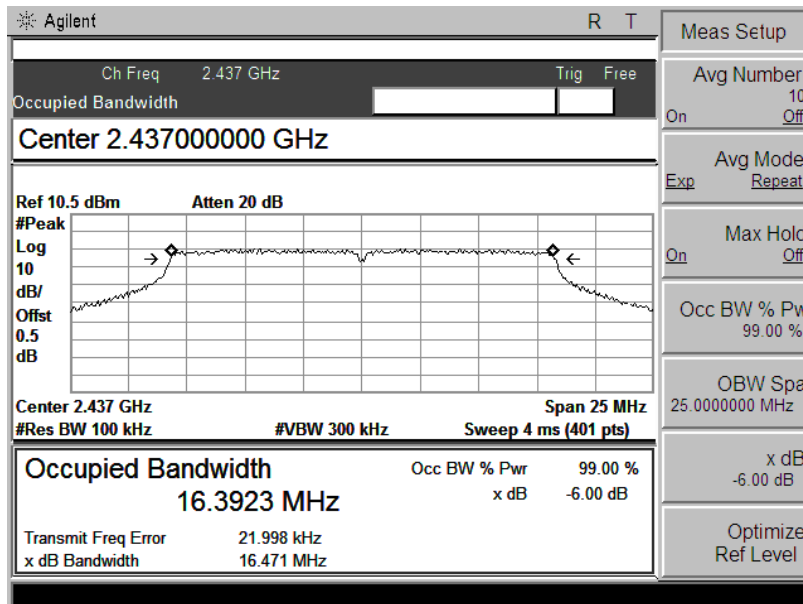 Agilent R T
Ch Freq 2.437 GHz Trig Free
Occupied Bandwidth
Center 2.437000000 GHz
Ref 10.5 dBm Atten 20 dB
#Peak
Log
10
dB/
Offst
0.5
dB
Center 2.437 GHz Span 25 MHz
#Res BW 100 kHz #VBW 300 kHz Sweep 4 ms (401 pts)
Occupied Bandwidth Occ BW % Pwr 99.00 %
16.3923 MHz x dB -6.00 dB
Transmit Freq Error 21.998 kHz
x dB Bandwidth 16.471 MHz
Meas Setup
Avg Number
10
On Off
Avg Mode
Exp Repeat
Max Hold
On Off
Occ BW % Pw
99.00 %
OBW Spa
25.0000000 MHz
x dB
-6.00 dB
Optimize
Ref Level